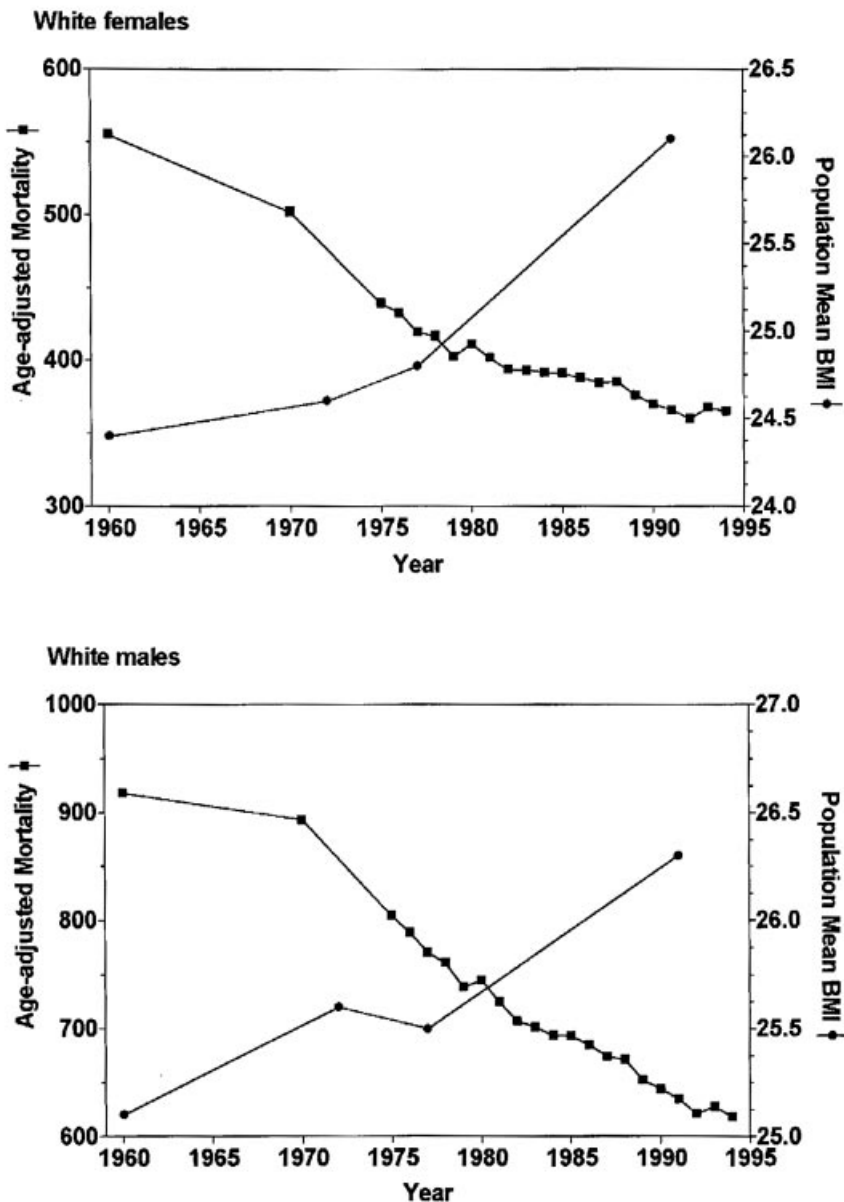 White females
600
500
400
300
Age-adjusted Mortality
26.5
26.0
25.5
25.0
24.5
24.0
Population Mean BMI
1960 1965 1970 1975 1980 1985 1990 1995
Year
White males
1000
900
800
700
600
Age-adjusted Mortality
27.0
26.5
26.0
25.5
25.0
Population Mean BMI
1960 1965 1970 1975 1980 1985 1990 1995
Year